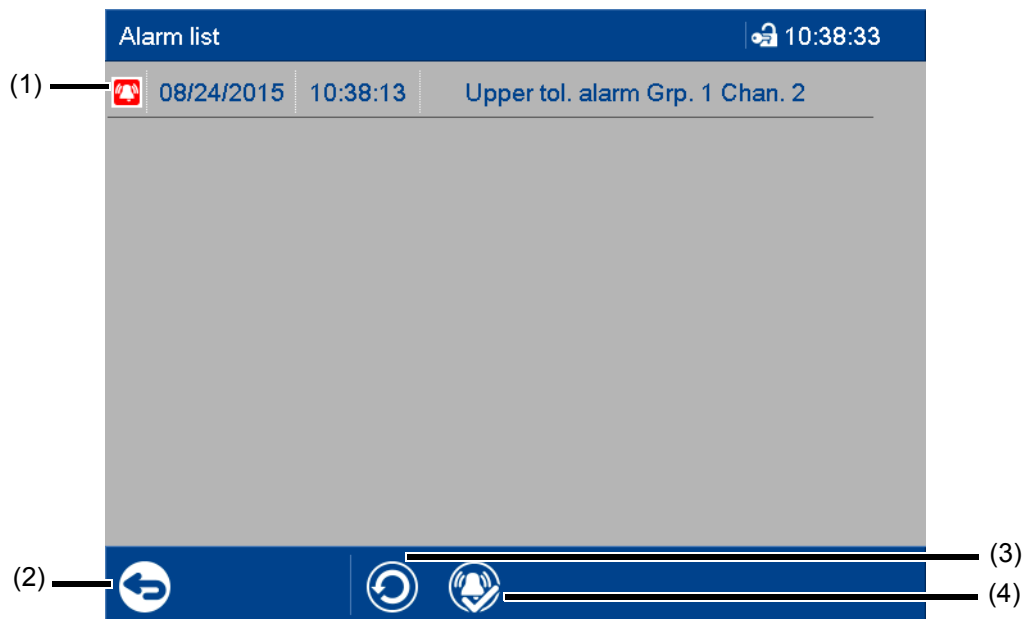 Alarm list 10:38:33
(1) 08/24/2015 10:38:13 Upper tol. alarm Grp. 1 Chan. 2
(3)
(2)
(4)